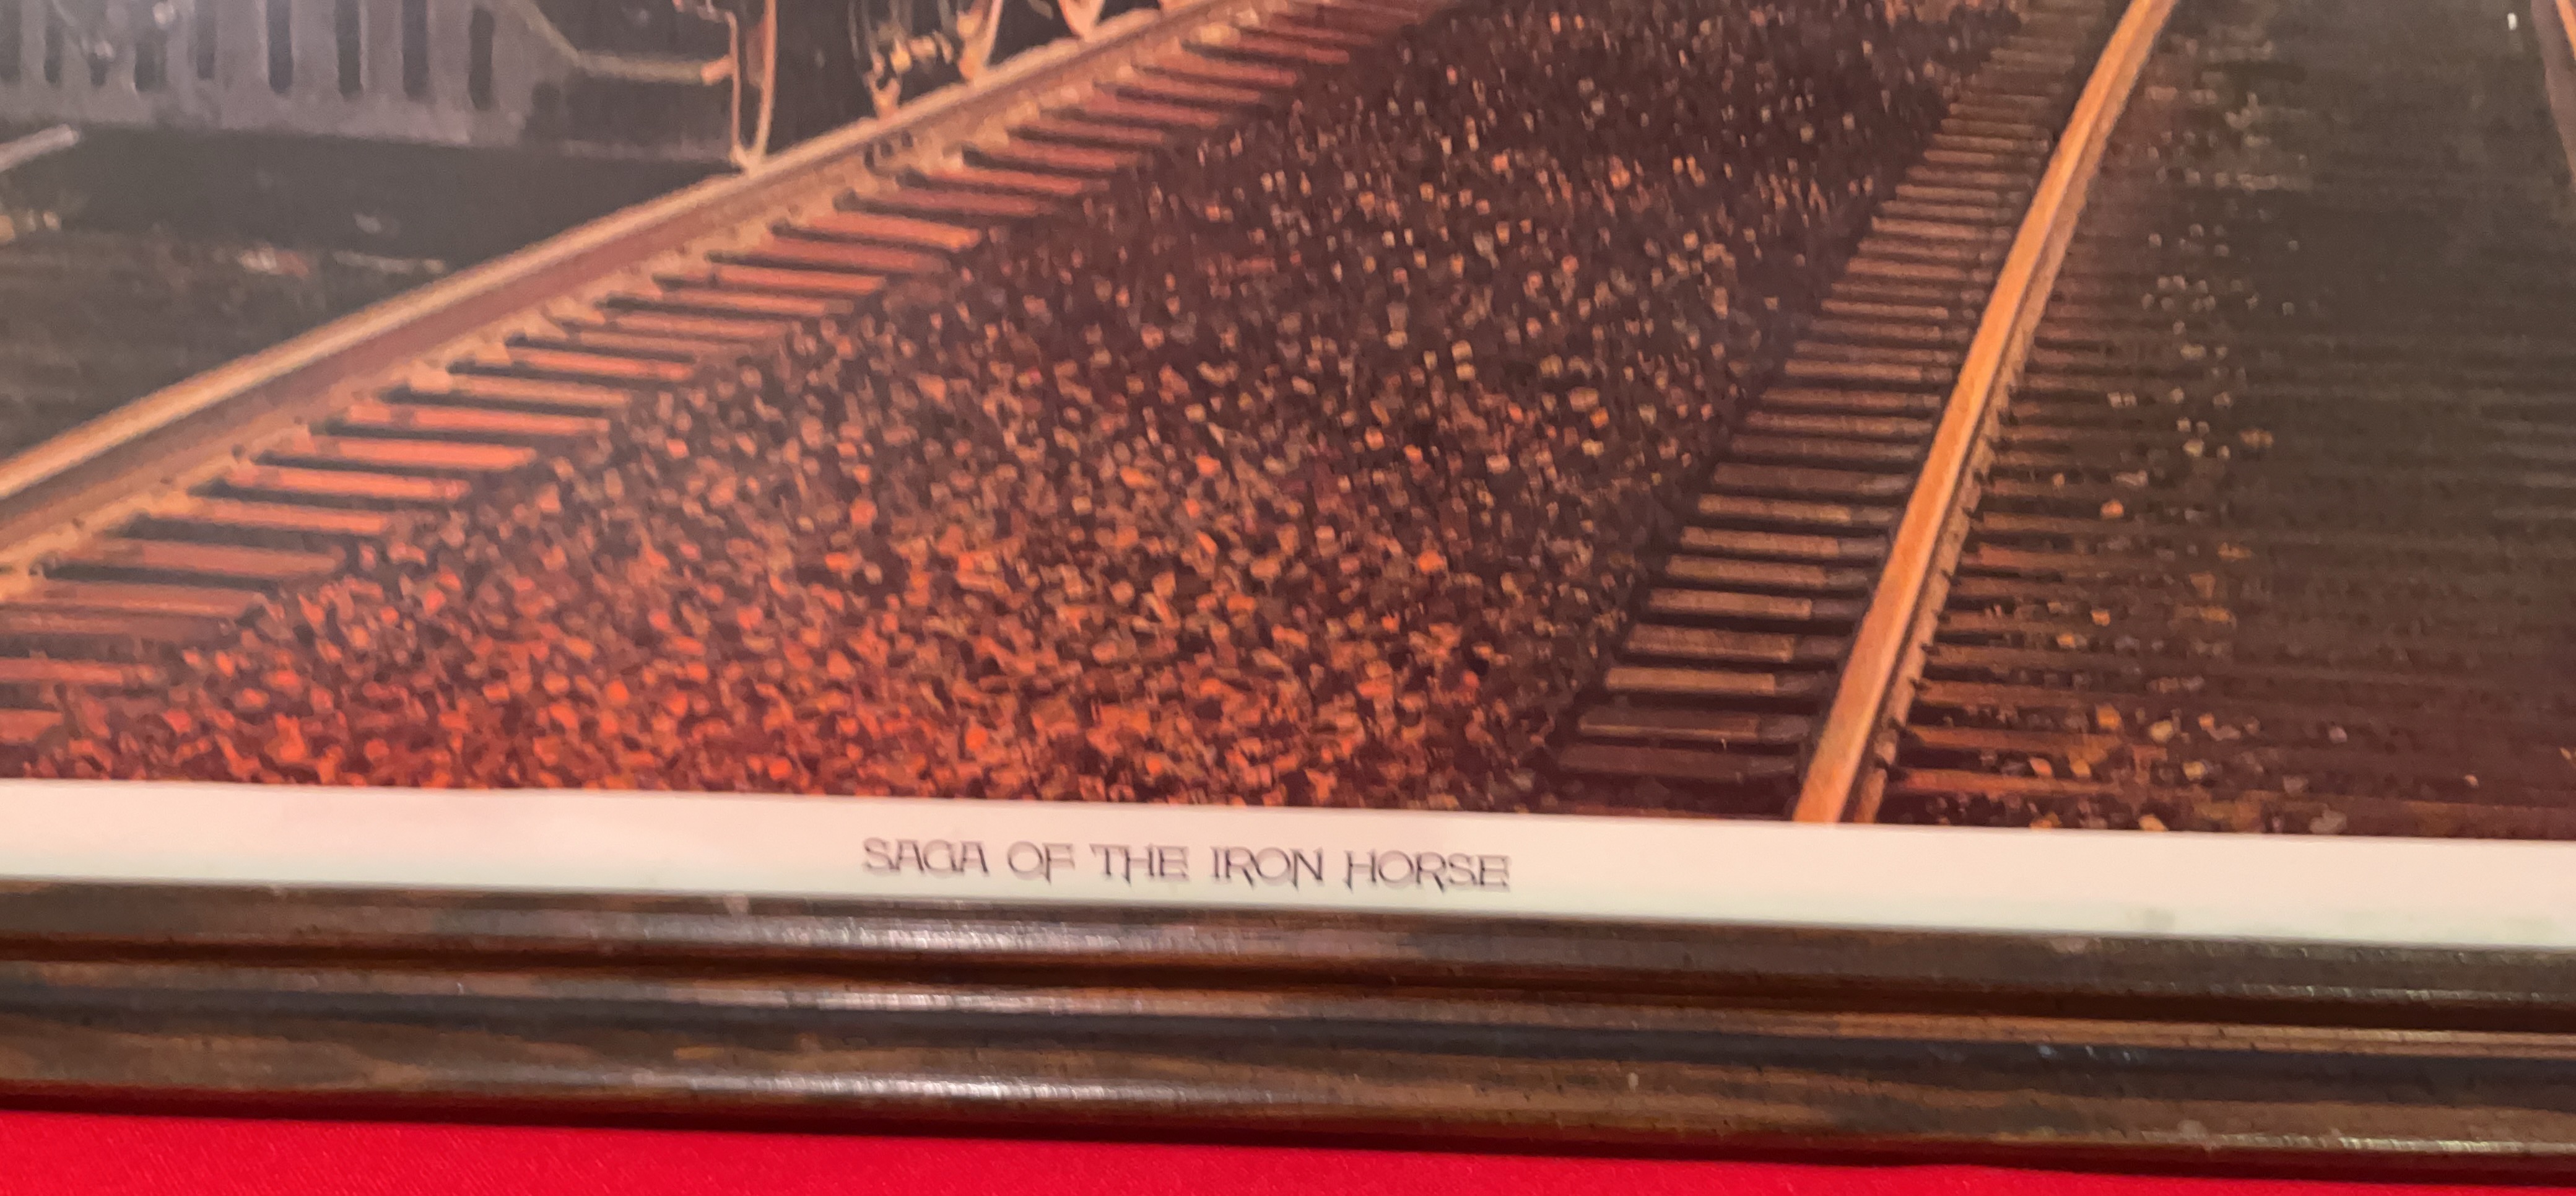 SAGA OF THE IRON HORSE